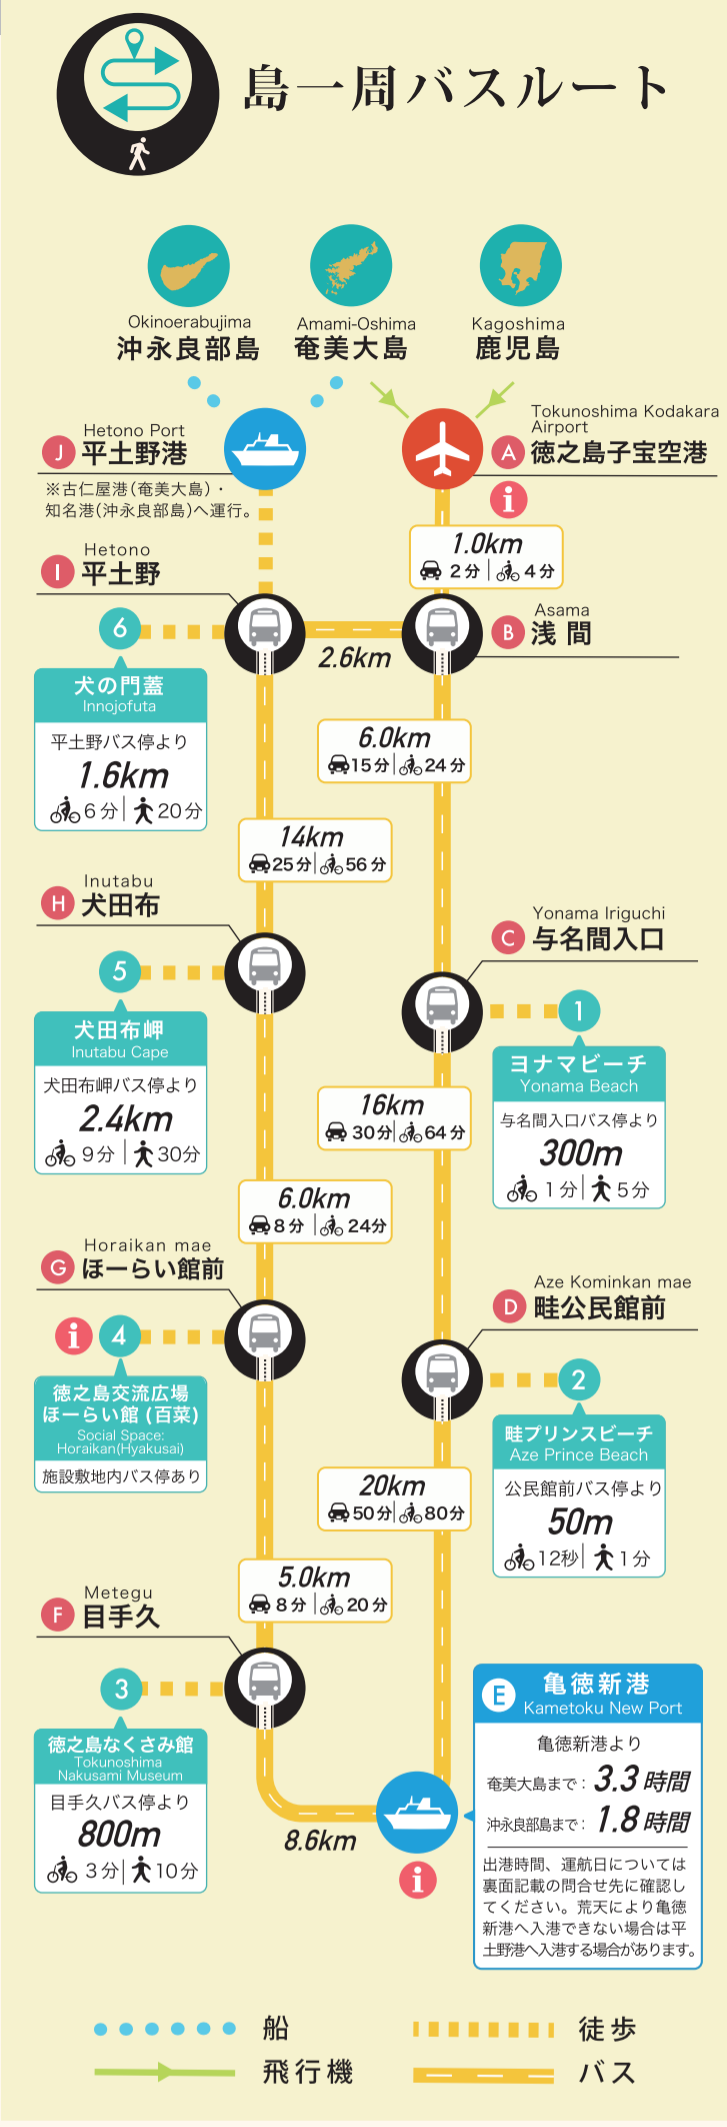 島一周バスルート
Okinoerabujima
沖永良部島
Amami-Oshima
奄美大島
Kagoshima
鹿児島
J
Hetono Port
平土野港
※古仁屋港(奄美大島)・
知名港(沖永良部島)へ運行。
A
Tokunoshima Kodakara
Airport
徳之島子宝空港
i
1.0km
2分 4分
I
Hetono
平土野
B
Asama
浅間
2.6km
6
犬の門蓋
Innojofuta
平土野バス停より
1.6km
6分 20分
6.0km
15分 24分
14km
25分 56分
H
Inutabu
犬田布
C
Yonama Iriguchi
与名間入口
5
犬田布岬
Inutabu Cape
犬田布岬バス停より
2.4km
9分 30分
1
ヨナマビーチ
Yonama Beach
与名間入口バス停より
300m
1分 5分
16km
30分 64分
6.0km
8分 24分
G
Horaikan mae
ほーらい館前
D
Aze Kominkan mae
畦公民館前
i
4
徳之島交流広場
ほーらい館(百菜)
Social Space:
Horaikan(Hyakusai)
施設敷地内バス停あり
2
畦プリンスビーチ
Aze Prince Beach
公民館前バス停より
50m
12秒 1分
20km
50分 80分
5.0km
8分 20分
F
Metegu
目手久
3
徳之島なくさみ館
Tokunoshima
Nakusami Museum
目手久バス停より
800m
3分 10分
8.6km
i
E
亀徳新港
Kametoku New Port
亀徳新港より
奄美大島まで：3.3時間
沖永良部島まで：1.8時間
出港時間、運航日については
裏面記載の問合せ先に確認し
てください。荒天により亀徳
新港へ入港できない場合は平
土野港へ入港する場合があります。
船
徒歩
飛行機
バス